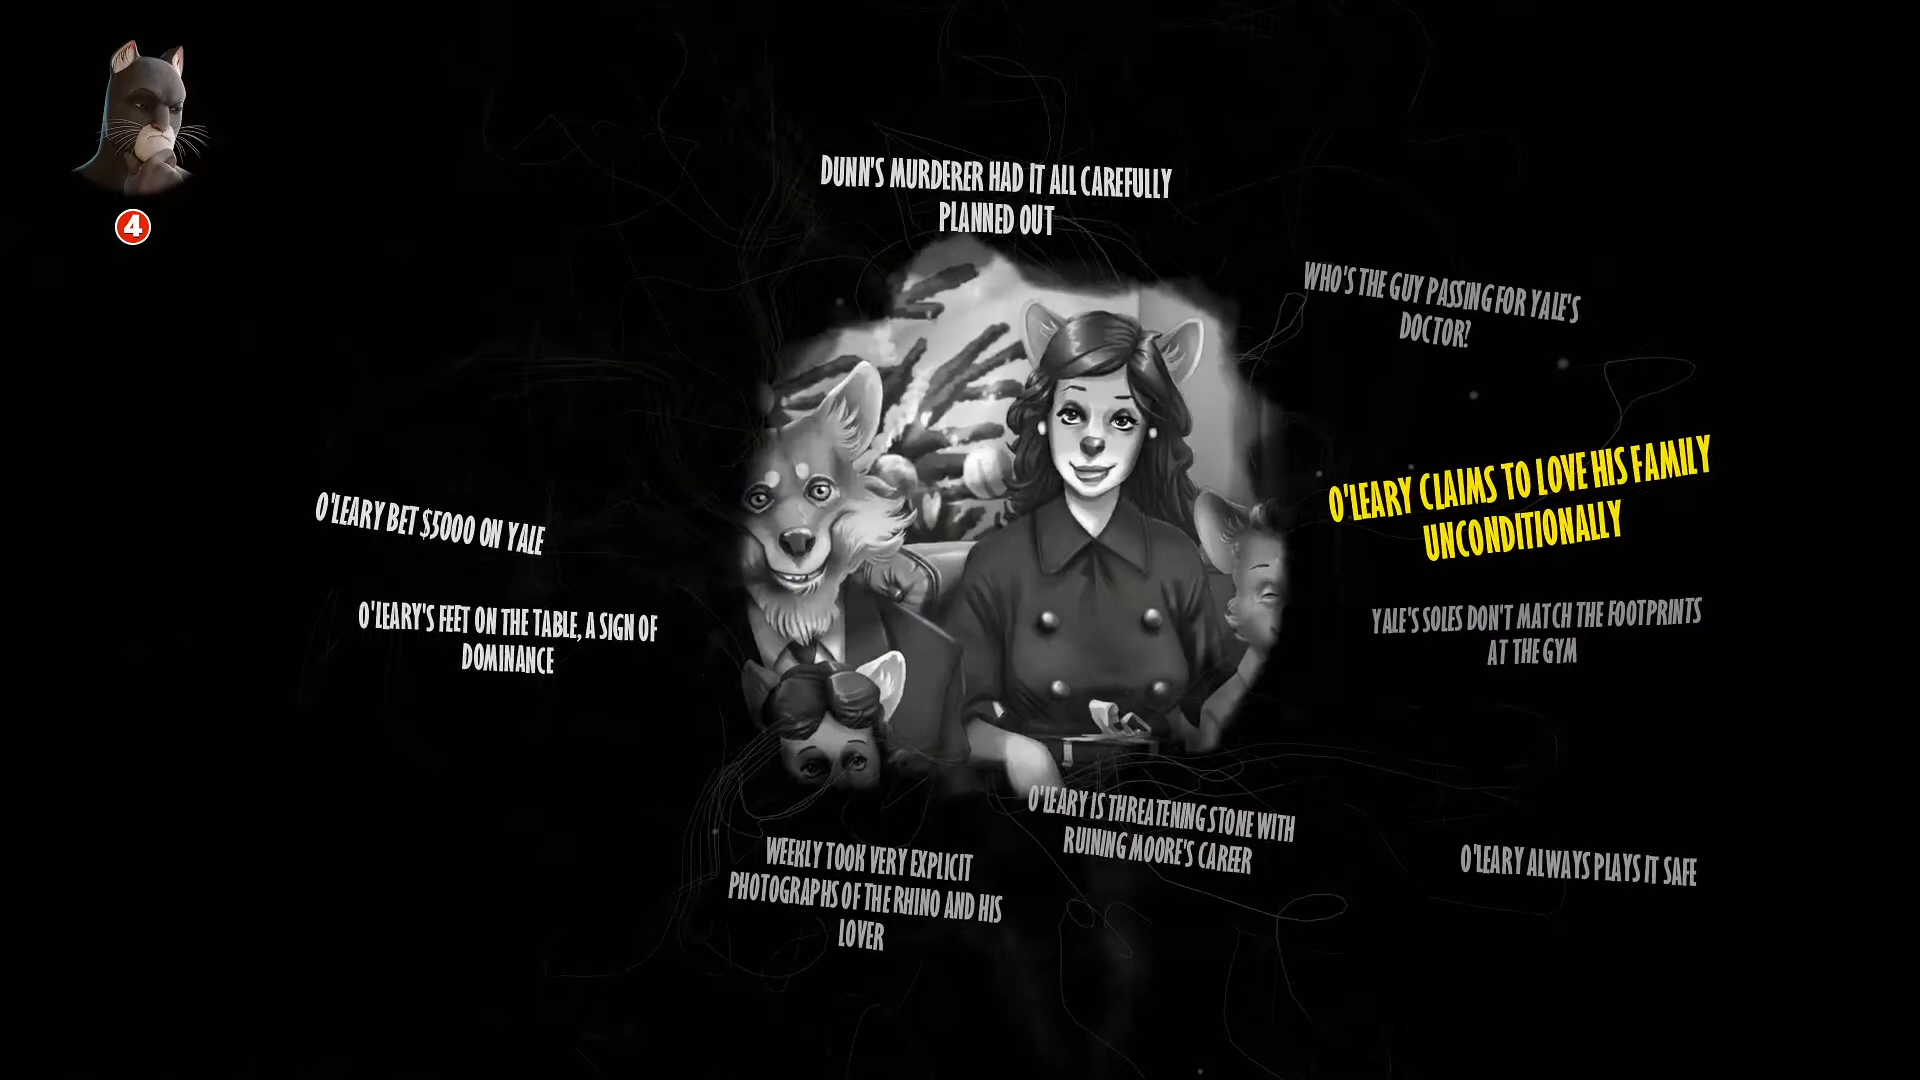 4
DUNN'S MURDERER HAD IT ALL CAREFULLY
PLANNED OUT
WHO'S THE GUY PASSING FOR YALE'S
DOCTOR?
O'LEARY CLAIMS TO LOVE HIS FAMILY
UNCONDITIONALLY
O'LEARY BET $5000 ON YALE
O'LEARY'S FEET ON THE TABLE, A SIGN OF
DOMINANCE
YALE'S SOLES DON'T MATCH THE FOOTPRINTS
AT THE GYM
O'LEARY IS THREATENING STONE WITH
RUINING MOORE'S CAREER
WEEKLY TOOK VERY EXPLICIT
PHOTOGRAPHS OF THE RHINO AND HIS
LOVER
O'LEARY ALWAYS PLAYS IT SAFE